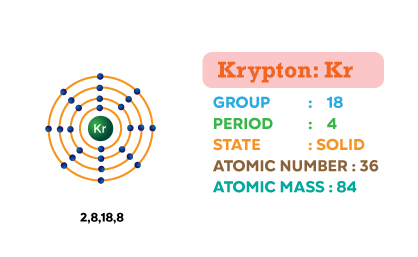 Krypton: Kr
GROUP : 18
PERIOD : 4
STATE : SOLID
ATOMIC NUMBER : 36
ATOMIC MASS : 84
Kr
2,8,18,8